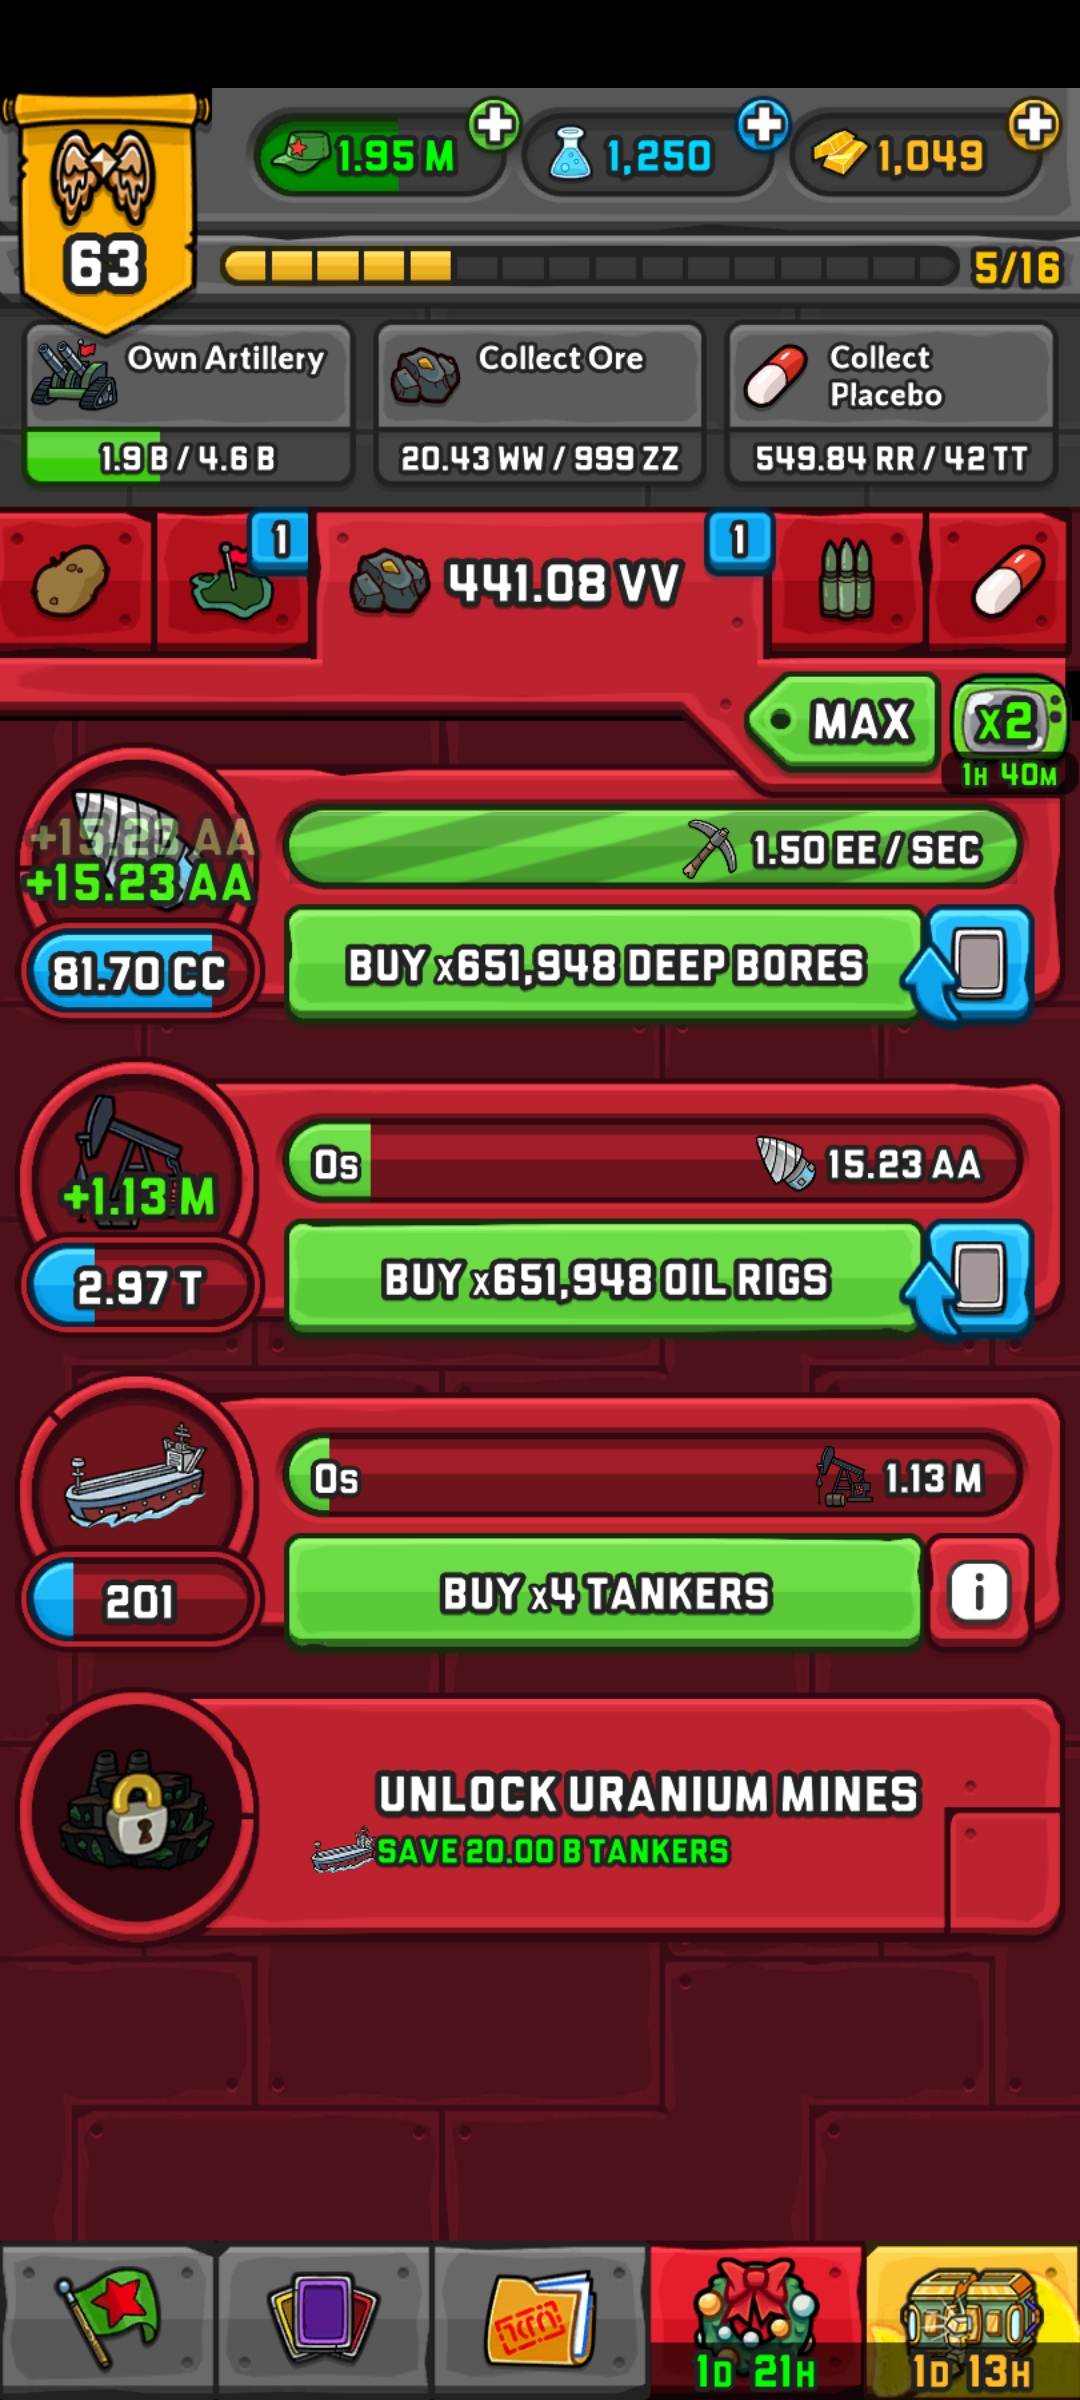 1.95 M
1,250
1,049
63
5/16
Own Artillery
1.9 B / 4.6 B
Collect Ore
20.43 WW / 999 ZZ
Collect
Placebo
549.84 RR / 42 TT
1
441.08 VV
1
MAX
x2
1H 40M
+15.23 AA
+15.23 AA
81.70 CC
1.50 EE / SEC
BUY x651,948 DEEP BORES
+1.13 M
2.97 T
0s
15.23 AA
BUY x651,948 OIL RIGS
201
0s
1.13 M
BUY x4 TANKERS
i
UNLOCK URANIUM MINES
SAVE 20.00 B TANKERS
1D 21H
1D 13H